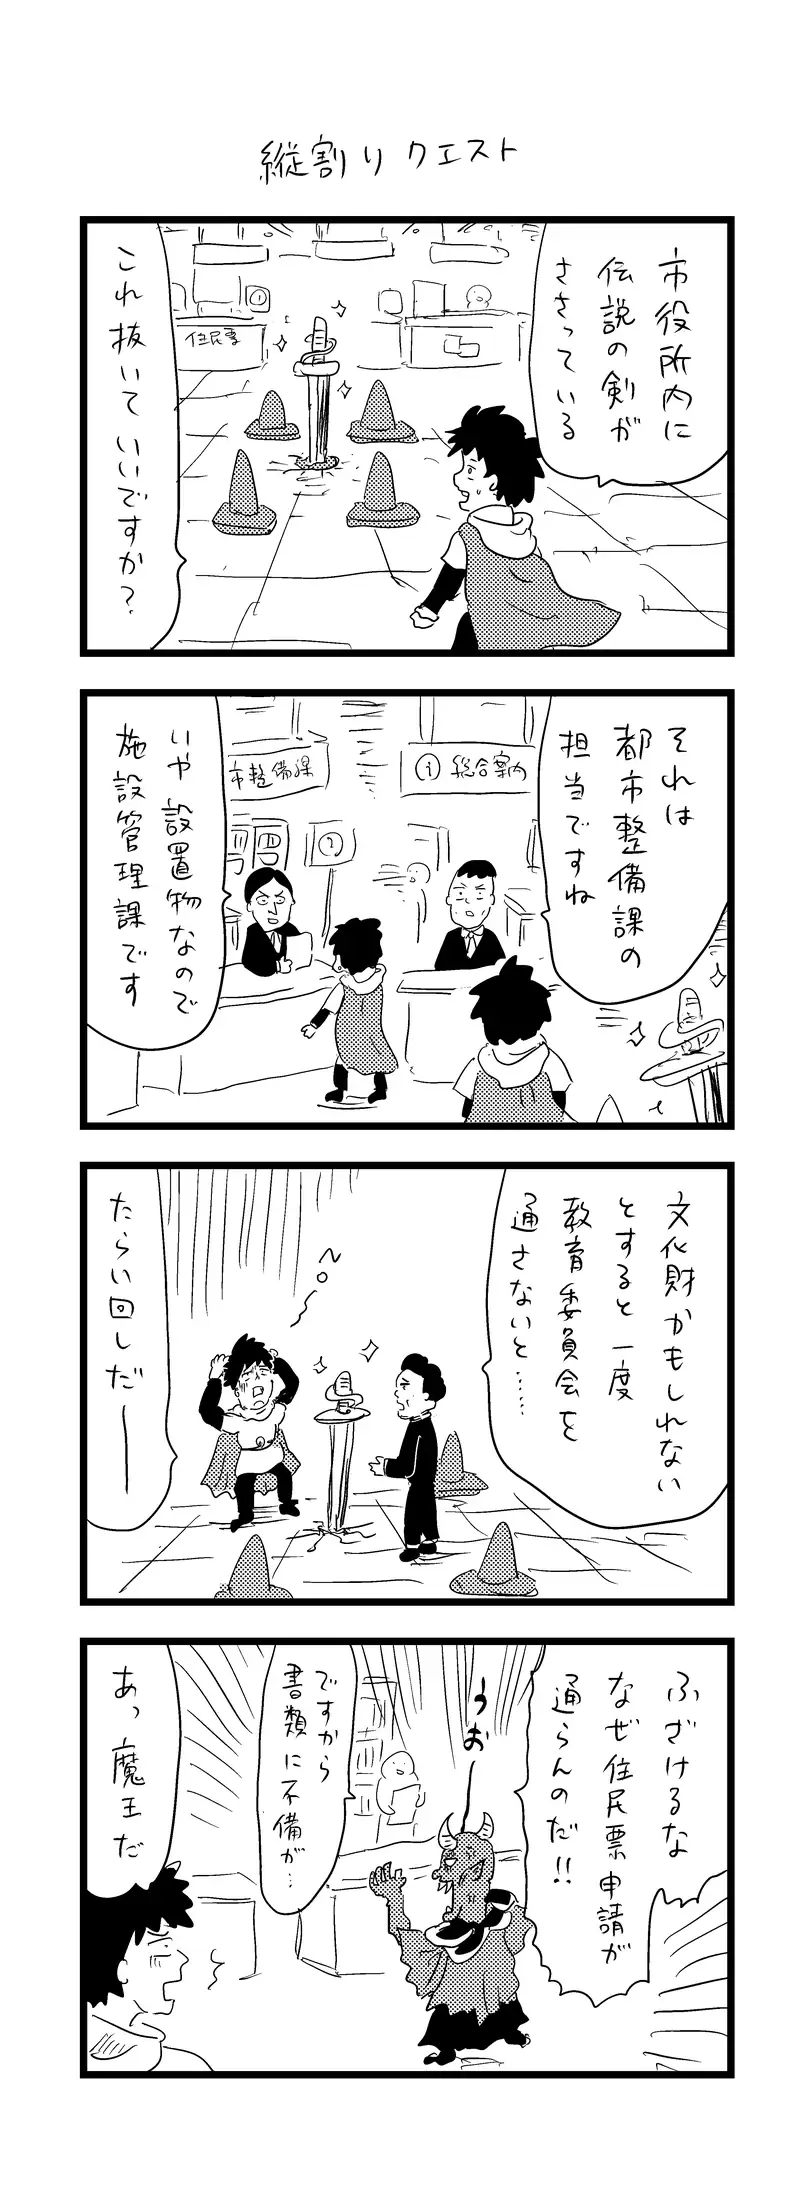 縦割りクエスト
市役所内に
伝説の剣が
ささっている
これ抜いていいですか?
住民票
それは
都市整備課の
担当ですね
いや設置物なので
施設管理課です
i 総合案内
市整備課
文化財かもしれない
とすると一度
教育委員会を
通さないと……
たらい回しだー
ふざけるな
なぜ住民票申請が
通らんのだ!!
うおー
ですから
書類に不備が…
あっ魔王だ